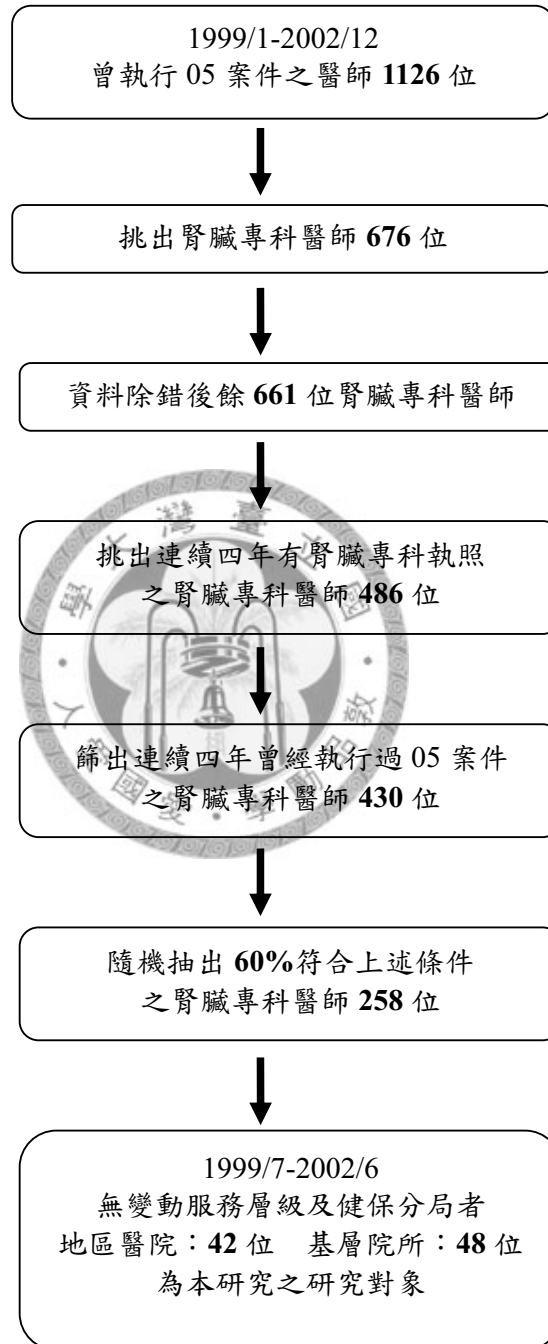 1999/1-2002/12
曾執行 05 案件之醫師 1126 位
挑出腎臟專科醫師 676 位
資料除錯後餘 661 位腎臟專科醫師
挑出連續四年有腎臟專科執照
之腎臟專科醫師 486 位
篩出連續四年曾經執行過 05 案件
之腎臟專科醫師 430 位
隨機抽出 60%符合上述條件
之腎臟專科醫師 258 位
1999/7-2002/6
無變動服務層級及健保分局者
地區醫院：42 位　基層院所：48 位
為本研究之研究對象